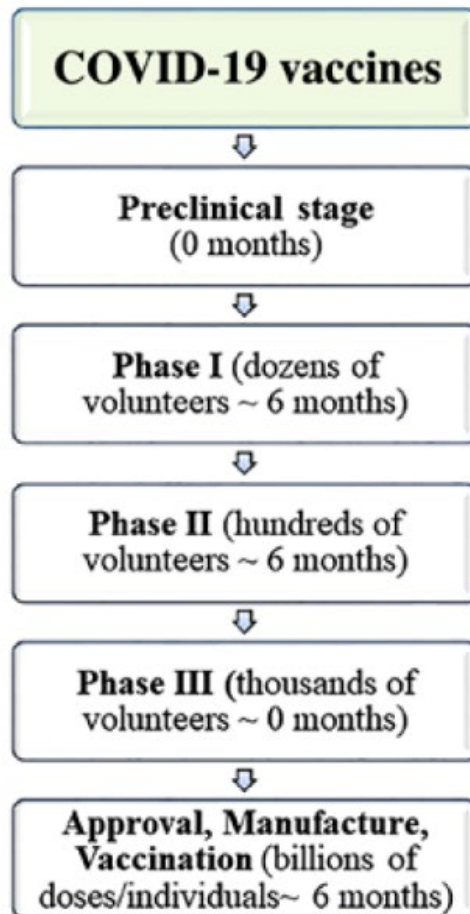 COVID-19 vaccines
Preclinical stage
(0 months)
Phase I (dozens of
volunteers ~ 6 months)
Phase II (hundreds of
volunteers ~ 6 months)
Phase III (thousands of
volunteers ~ 0 months)
Approval, Manufacture,
Vaccination (billions of
doses/individuals~ 6 months)